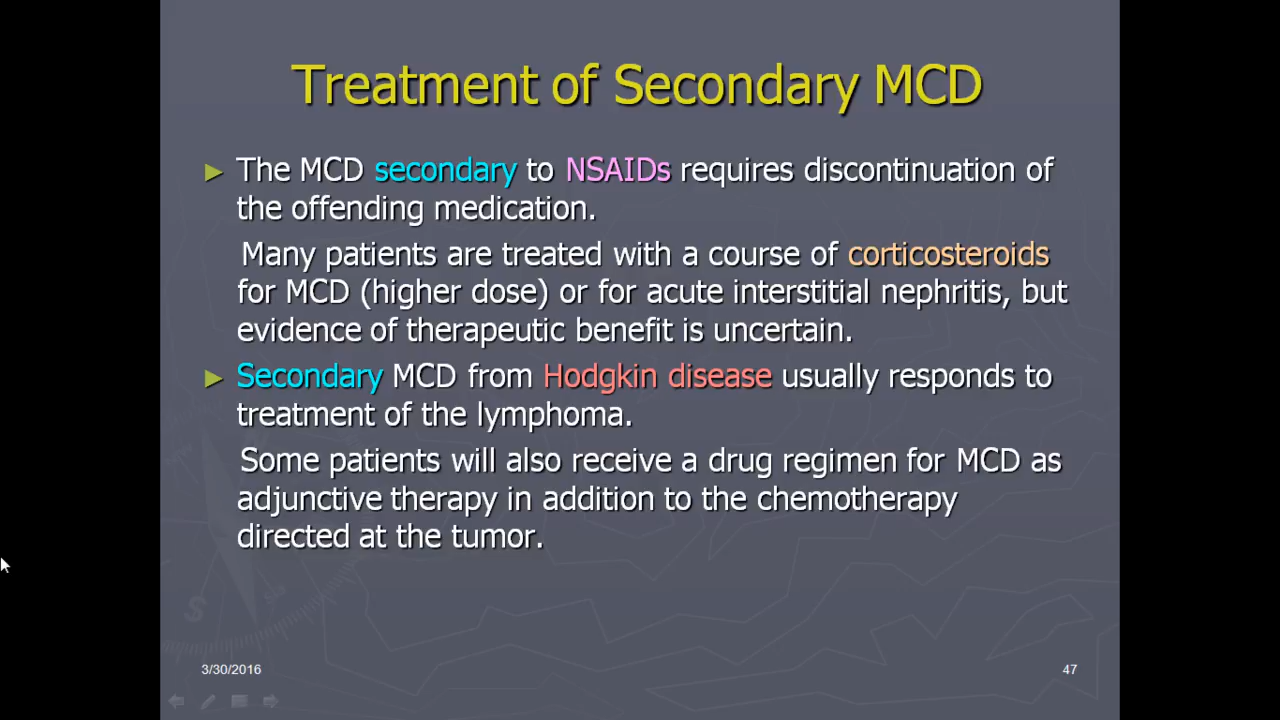 Treatment of Secondary MCD
The MCD secondary to NSAIDs requires discontinuation of
the offending medication.
Many patients are treated with a course of corticosteroids
for MCD (higher dose) or for acute interstitial nephritis, but
evidence of therapeutic benefit is uncertain.
Secondary MCD from Hodgkin disease usually responds to
treatment of the lymphoma.
Some patients will also receive a drug regimen for MCD as
adjunctive therapy in addition to the chemotherapy
directed at the tumor.
S
3/30/2016
47